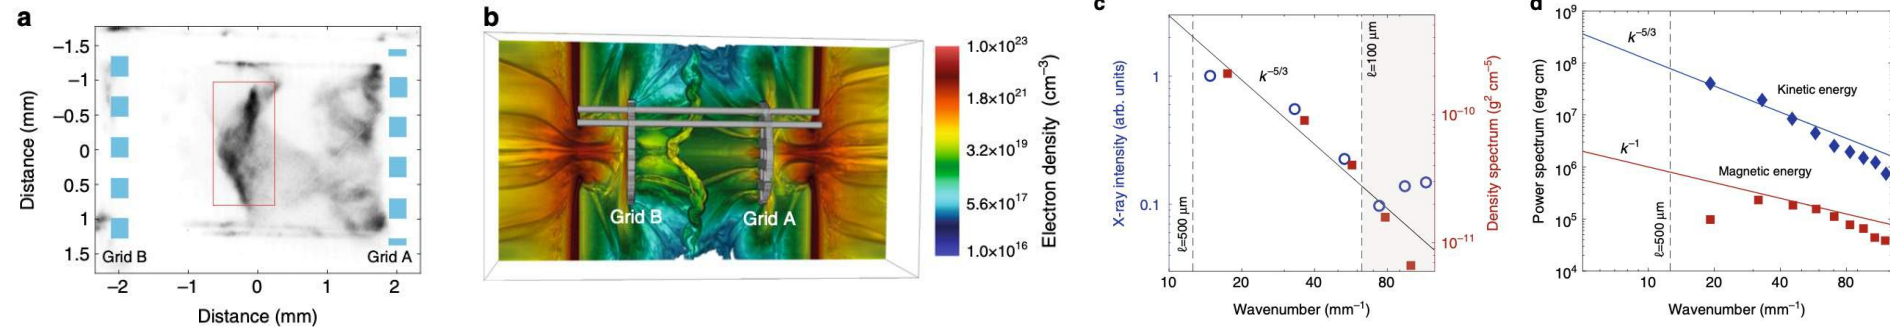 a
−1.5
−1
−0.5
0
0.5
1
1.5
Distance (mm)
Grid B
Grid A
−2
−1
0
1
2
Distance (mm)
b
Grid B
Grid A
1.0×10²³
1.8×10²¹
3.2×10¹⁹
5.6×10¹⁷
1.0×10¹⁶
Electron density (cm⁻³)
c
X-ray intensity (arb. units)
1
0.1
ℓ=500 μm
k⁻⁵/³
ℓ=100 μm
10⁻¹⁰
10⁻¹¹
Density spectrum (g² cm⁻⁵)
10
20
40
80
Wavenumber (mm⁻¹)
d
Power spectrum (erg cm)
10⁹
10⁸
10⁷
10⁶
10⁵
10⁴
k⁻⁵/³
Kinetic energy
k⁻¹
Magnetic energy
ℓ=500 μm
10
20
40
80
Wavenumber (mm⁻¹)